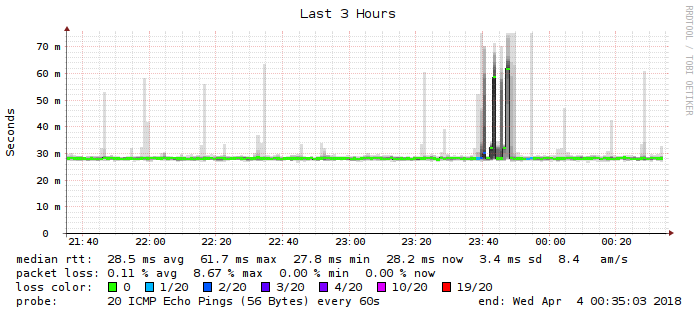 Last 3 Hours
RRDTOOL / TOBI OETIKER
Seconds
70 m
60 m
50 m
40 m
30 m
20 m
10 m
0
21:40 22:00 22:20 22:40 23:00 23:20 23:40 00:00 00:20
median rtt: 28.5 ms avg 61.7 ms max 27.8 ms min 28.2 ms now 3.4 ms sd 8.4 am/s
packet loss: 0.11 % avg 8.67 % max 0.00 % min 0.00 % now
loss color: 0 1/20 2/20 3/20 4/20 10/20 19/20
probe: 20 ICMP Echo Pings (56 Bytes) every 60s end: Wed Apr 4 00:35:03 2018